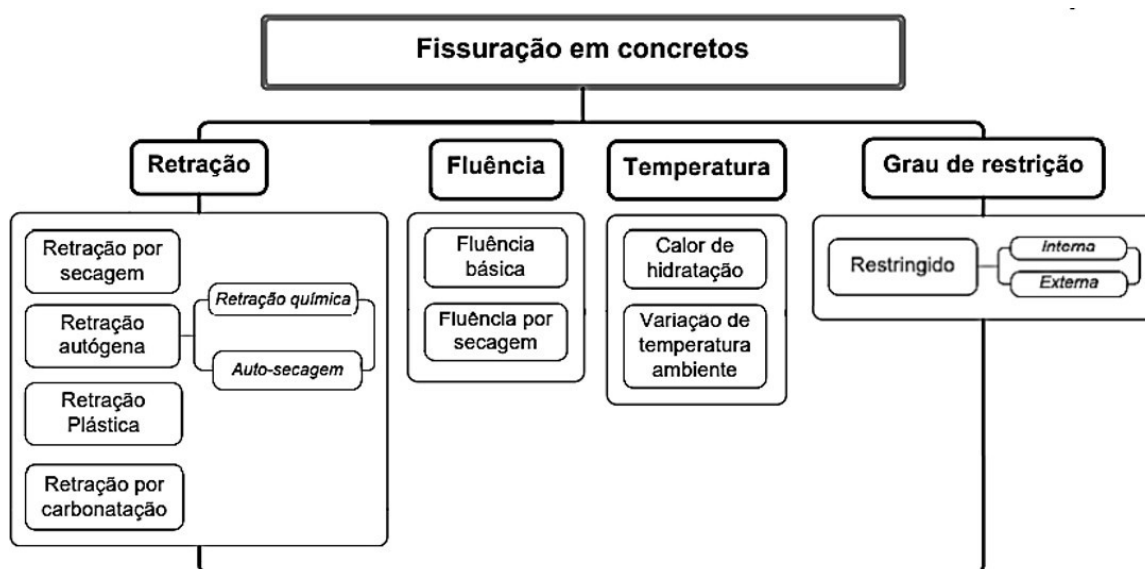 Fissuração em concretos
Retração
Fluência
Temperatura
Grau de restrição
Retração por
secagem
Retração
autógena
Retração química
Auto-secagem
Retração
Plástica
Retração por
carbonatação
Fluência
básica
Fluência por
secagem
Calor de
hidratação
Variação de
temperatura
ambiente
Restringido
Interna
Externa